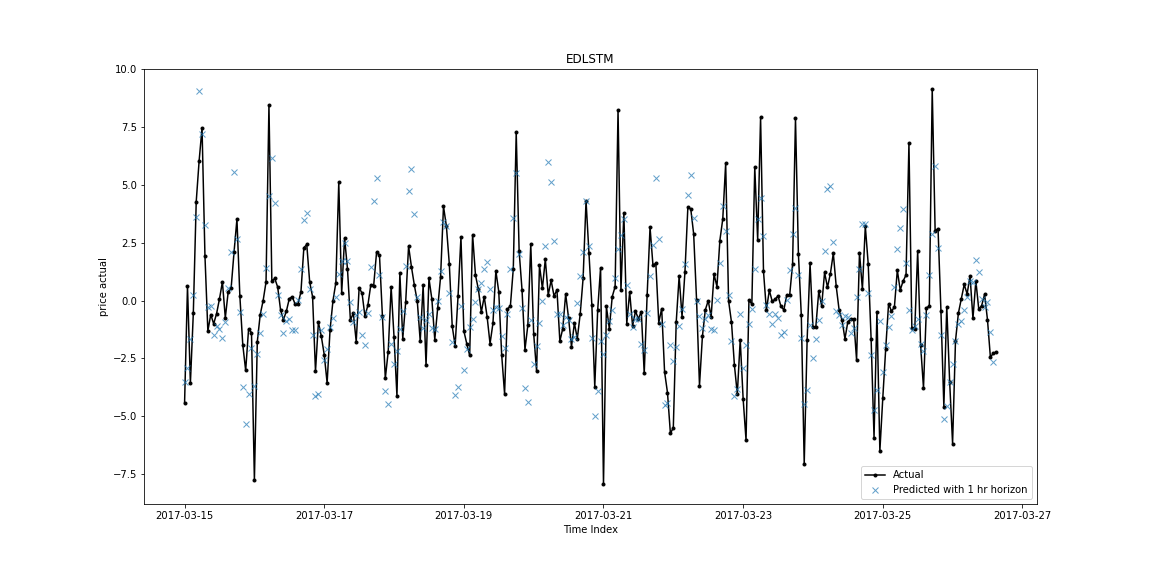 EDLSTM
10.0
7.5
5.0
2.5
0.0
−2.5
−5.0
−7.5
price actual
Actual
Predicted with 1 hr horizon
2017-03-15 2017-03-17 2017-03-19 2017-03-21 2017-03-23 2017-03-25 2017-03-27
Time Index